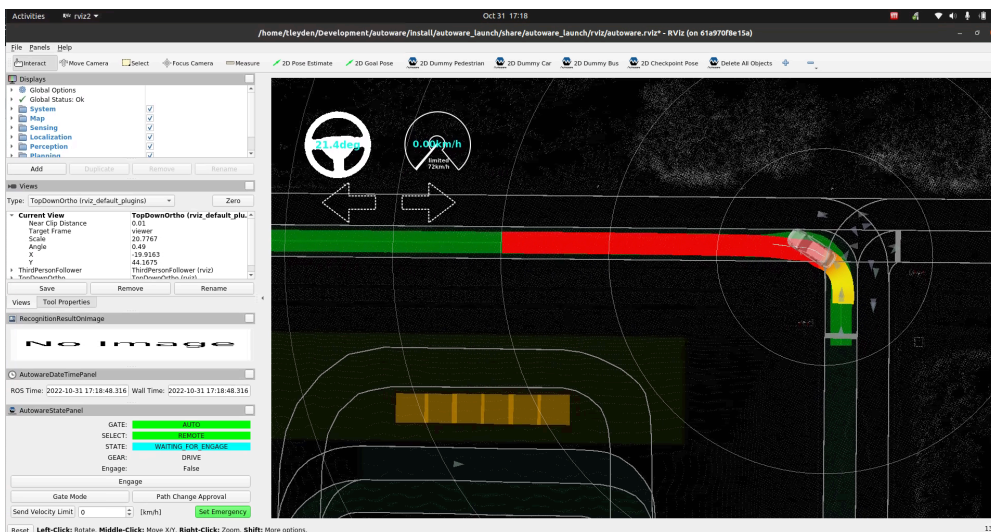 Activities rviz2 Oct 31 17:18
/home/tleyden/Development/autoware/install/autoware_launch/share/autoware_launch/rviz/autoware.rviz* - RViz (on 61a970f8e15a)
File Panels Help
Interact Move Camera Select Focus Camera Measure 2D Pose Estimate 2D Goal Pose 2D Dummy Pedestrian 2D Dummy Car 2D Dummy Bus 2D Checkpoint Pose Delete All Objects
Displays
Global Options
Global Status: Ok
System
Map
Sensing
Localization
Perception
Planning
Add Duplicate Remove Rename
Views
Type: TopDownOrtho (rviz_default_plugins) Zero
Current View TopDownOrtho (rviz_default_plu...
Near Clip Distance 0.01
Target Frame viewer
Scale 20.7767
Angle 0.49
X -19.9163
Y 44.1675
ThirdPersonFollower ThirdPersonFollower (rviz)
TopDownOrtho TopDownOrtho (rviz)
Save Remove Rename
Views Tool Properties
RecognitionResultOnImage
No Image
AutowareDateTimePanel
ROS Time: 2022-10-31 17:18:48.316 Wall Time: 2022-10-31 17:18:48.316
AutowareStatePanel
GATE: AUTO
SELECT: REMOTE
STATE: WAITING_FOR_ENGAGE
GEAR: DRIVE
Engage: False
Engage
Gate Mode Path Change Approval
Send Velocity Limit 0 [km/h] Set Emergency
Reset Left-Click: Rotate. Middle-Click: Move X/Y. Right-Click: Zoom. Shift: More options.
21.4deg
0.00km/h
limited
72km/h